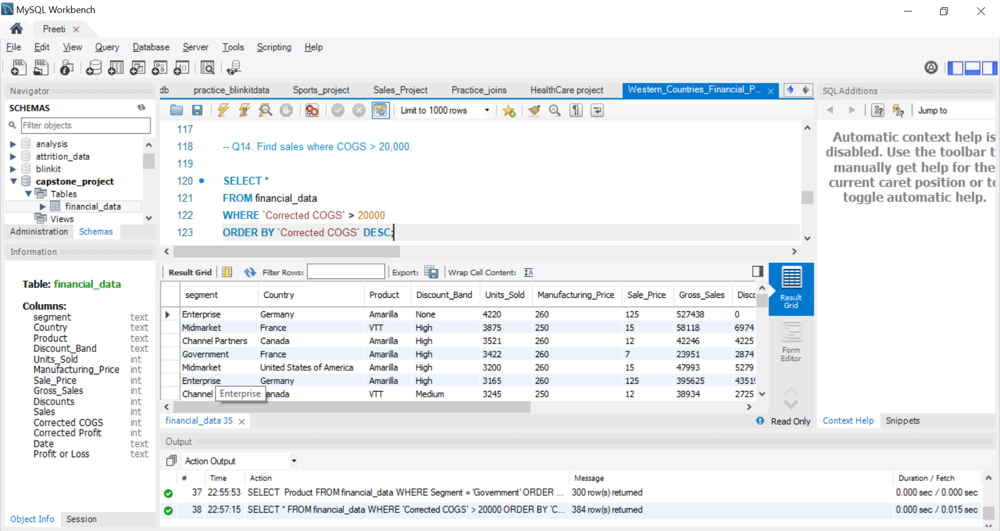 MySQL Workbench
Preeti
File Edit View Query Database Server Tools Scripting Help
Navigator
SCHEMAS
Filter objects
analysis
attrition_data
blinkit
capstone_project
Tables
financial_data
Views
Administration Schemas
Information
Table: financial_data
Columns:
segment text
Country text
Product text
Discount_Band text
Units_Sold int
Manufacturing_Price int
Sale_Price int
Gross_Sales int
Discounts int
Sales int
Corrected COGS int
Corrected Profit int
Date text
Profit or Loss text
Object Info Session
db practice_blinkitdata Sports_project Sales_Project Practice_joins HealthCare project Western_Countries_Financial_P...
Limit to 1000 rows
117
118 -- Q14. Find sales where COGS > 20,000.
119
120 SELECT *
121 FROM financial_data
122 WHERE `Corrected COGS` > 20000
123 ORDER BY `Corrected COGS` DESC;
Result Grid Filter Rows: Export: Wrap Cell Content:
segment Country Product Discount_Band Units_Sold Manufacturing_Price Sale_Price Gross_Sales Disco
Enterprise Germany Amarilla None 4220 260 125 527438 0
Midmarket France VTT High 3875 250 15 58118 6974
Channel Partners Canada Amarilla High 3521 260 12 42246 4225
Government France Amarilla High 3422 260 7 23951 2874
Midmarket United States of America Amarilla High 3200 260 15 47993 5279
Enterprise Germany Amarilla High 3165 260 125 395625 4351
Channel anada VTT Medium 3245 250 12 38934 2725
Enterprise
Result
Grid
Form
Editor
financial_data 35
Read Only
SQLAdditions
Jump to
Automatic context help is
disabled. Use the toolbar t
manually get help for the
current caret position or to
toggle automatic help.
Context Help Snippets
Output
Action Output
# Time Action Message Duration / Fetch
37 22:55:53 SELECT Product FROM financial_data WHERE Segment = 'Government' ORDER ... 300 row(s) returned 0.000 sec / 0.000 sec
38 22:57:15 SELECT * FROM financial_data WHERE `Corrected COGS` > 20000 ORDER BY `C... 384 row(s) returned 0.000 sec / 0.015 sec